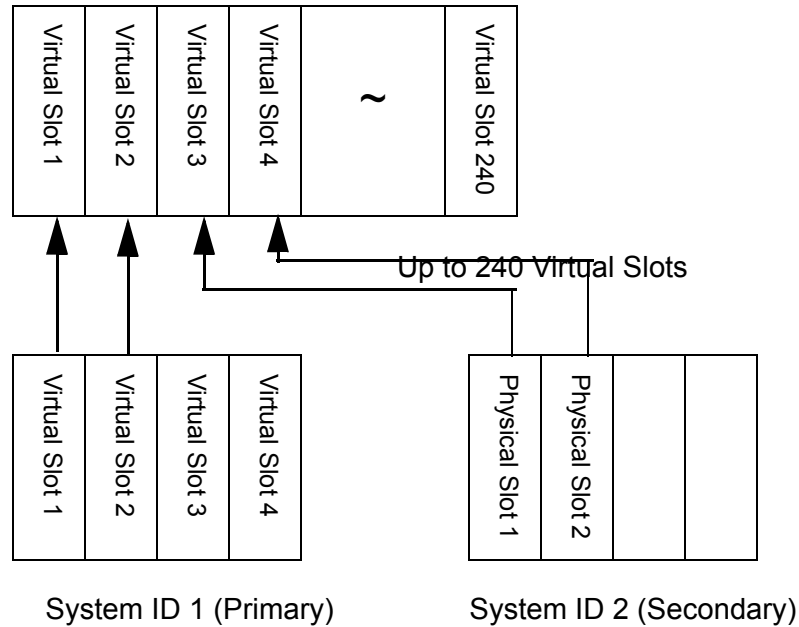 Virtual Slot 1
Virtual Slot 2
Virtual Slot 3
Virtual Slot 4
~
Virtual Slot 240
Up to 240 Virtual Slots
Virtual Slot 1
Virtual Slot 2
Virtual Slot 3
Virtual Slot 4
Physical Slot 1
Physical Slot 2
System ID 1 (Primary)
System ID 2 (Secondary)